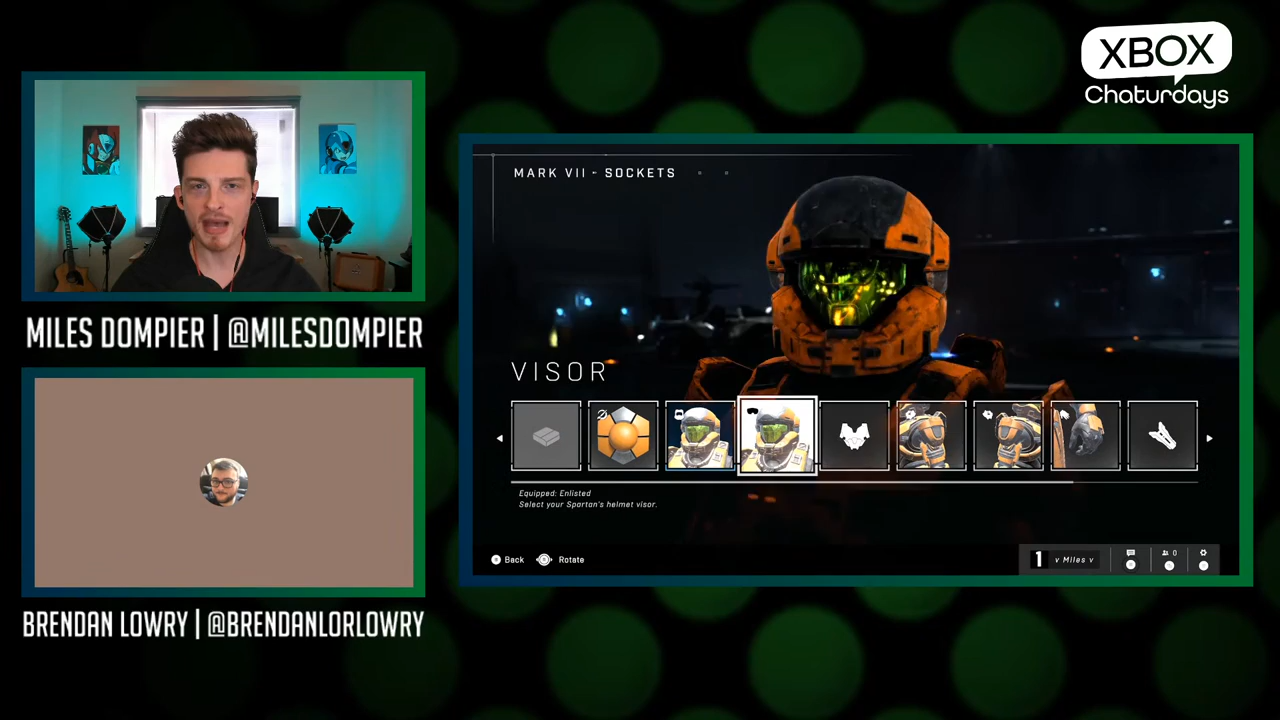 XBOX
Chaturdays
MILES DOMPIER | @MILESDOMPIER
BRENDAN LOWRY | @BRENDANLORLOWRY
MARK VII - SOCKETS
VISOR
Equipped: Enlisted
Select your Spartan's helmet visor.
Back
Rotate
1
v Miles v
0